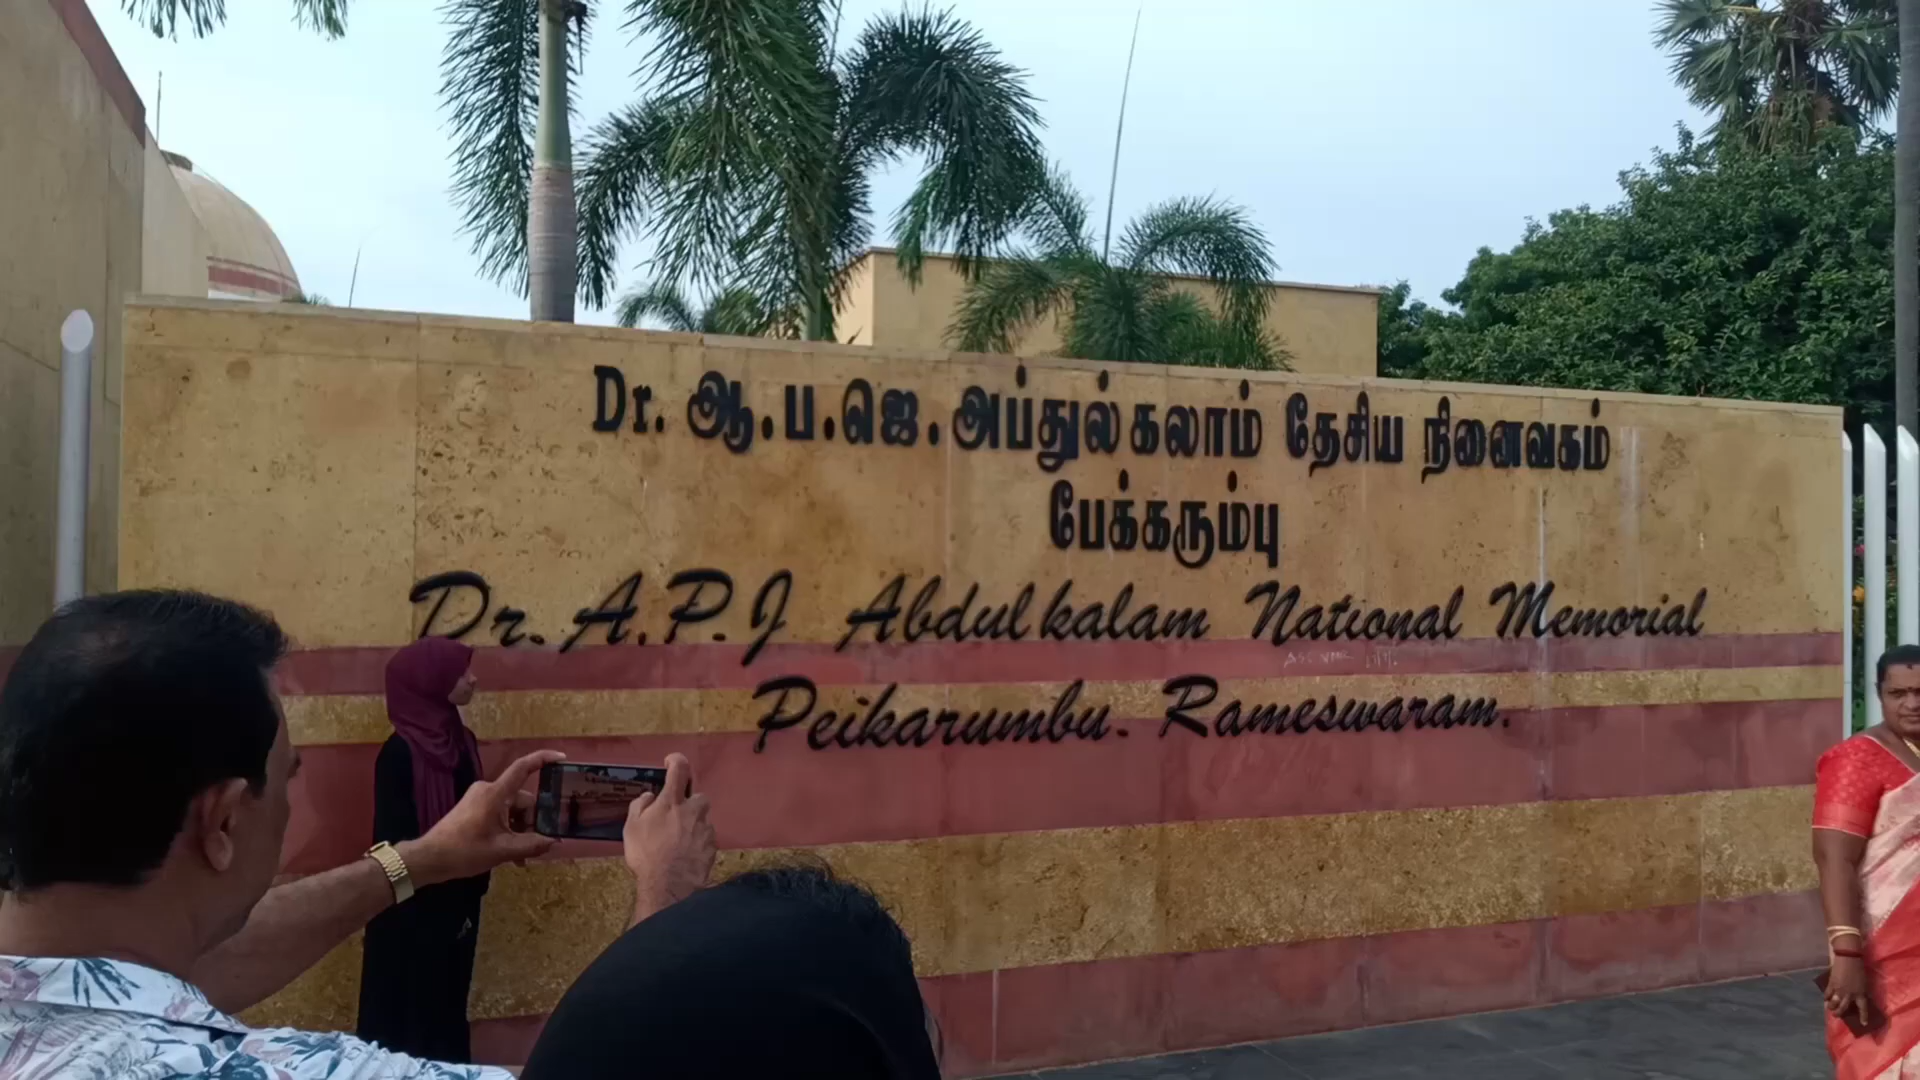 Dr. ஆ.ப.ஜெ.அப்துல்கலாம் தேசிய நினைவகம்
பேக்கரும்பு
Dr. A.P.J Abdulkalam National Memorial
Peikarumbu. Rameswaram.